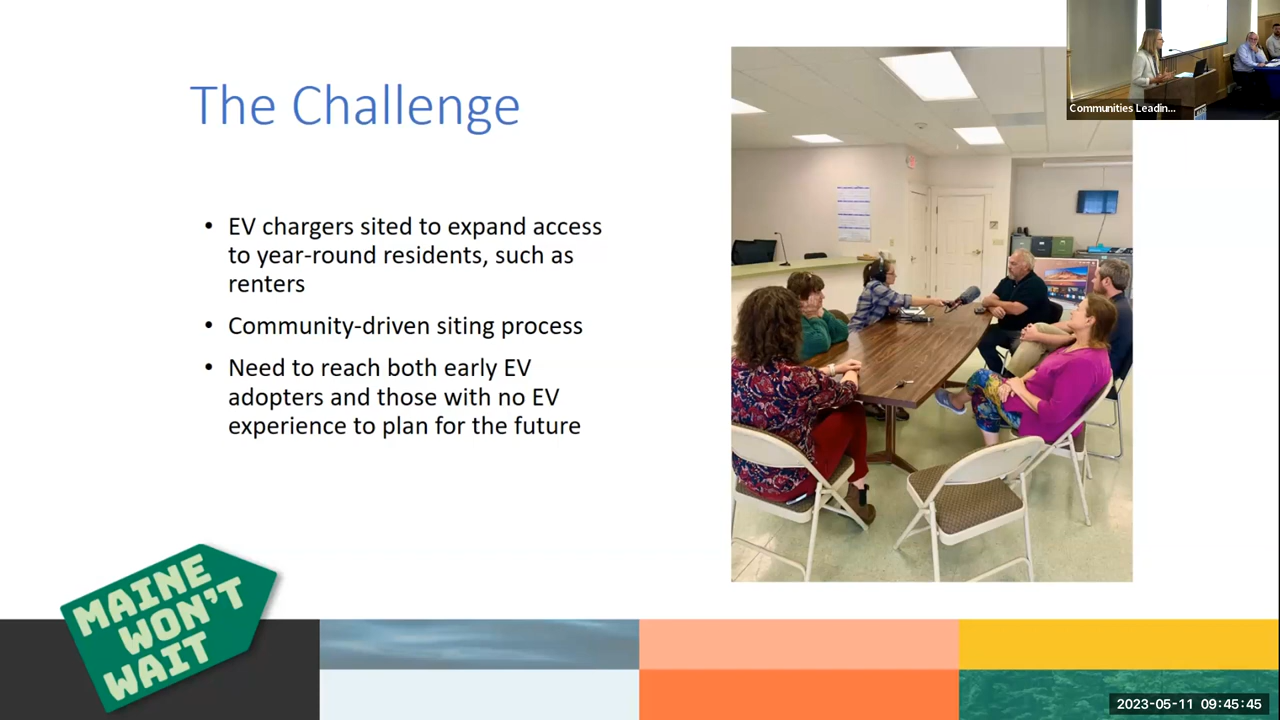 The Challenge
• EV chargers sited to expand access
to year-round residents, such as
renters
• Community-driven siting process
• Need to reach both early EV
adopters and those with no EV
experience to plan for the future
Communities Leadin...
MAINE
WON'T
WAIT
2023-05-11 09:45:45